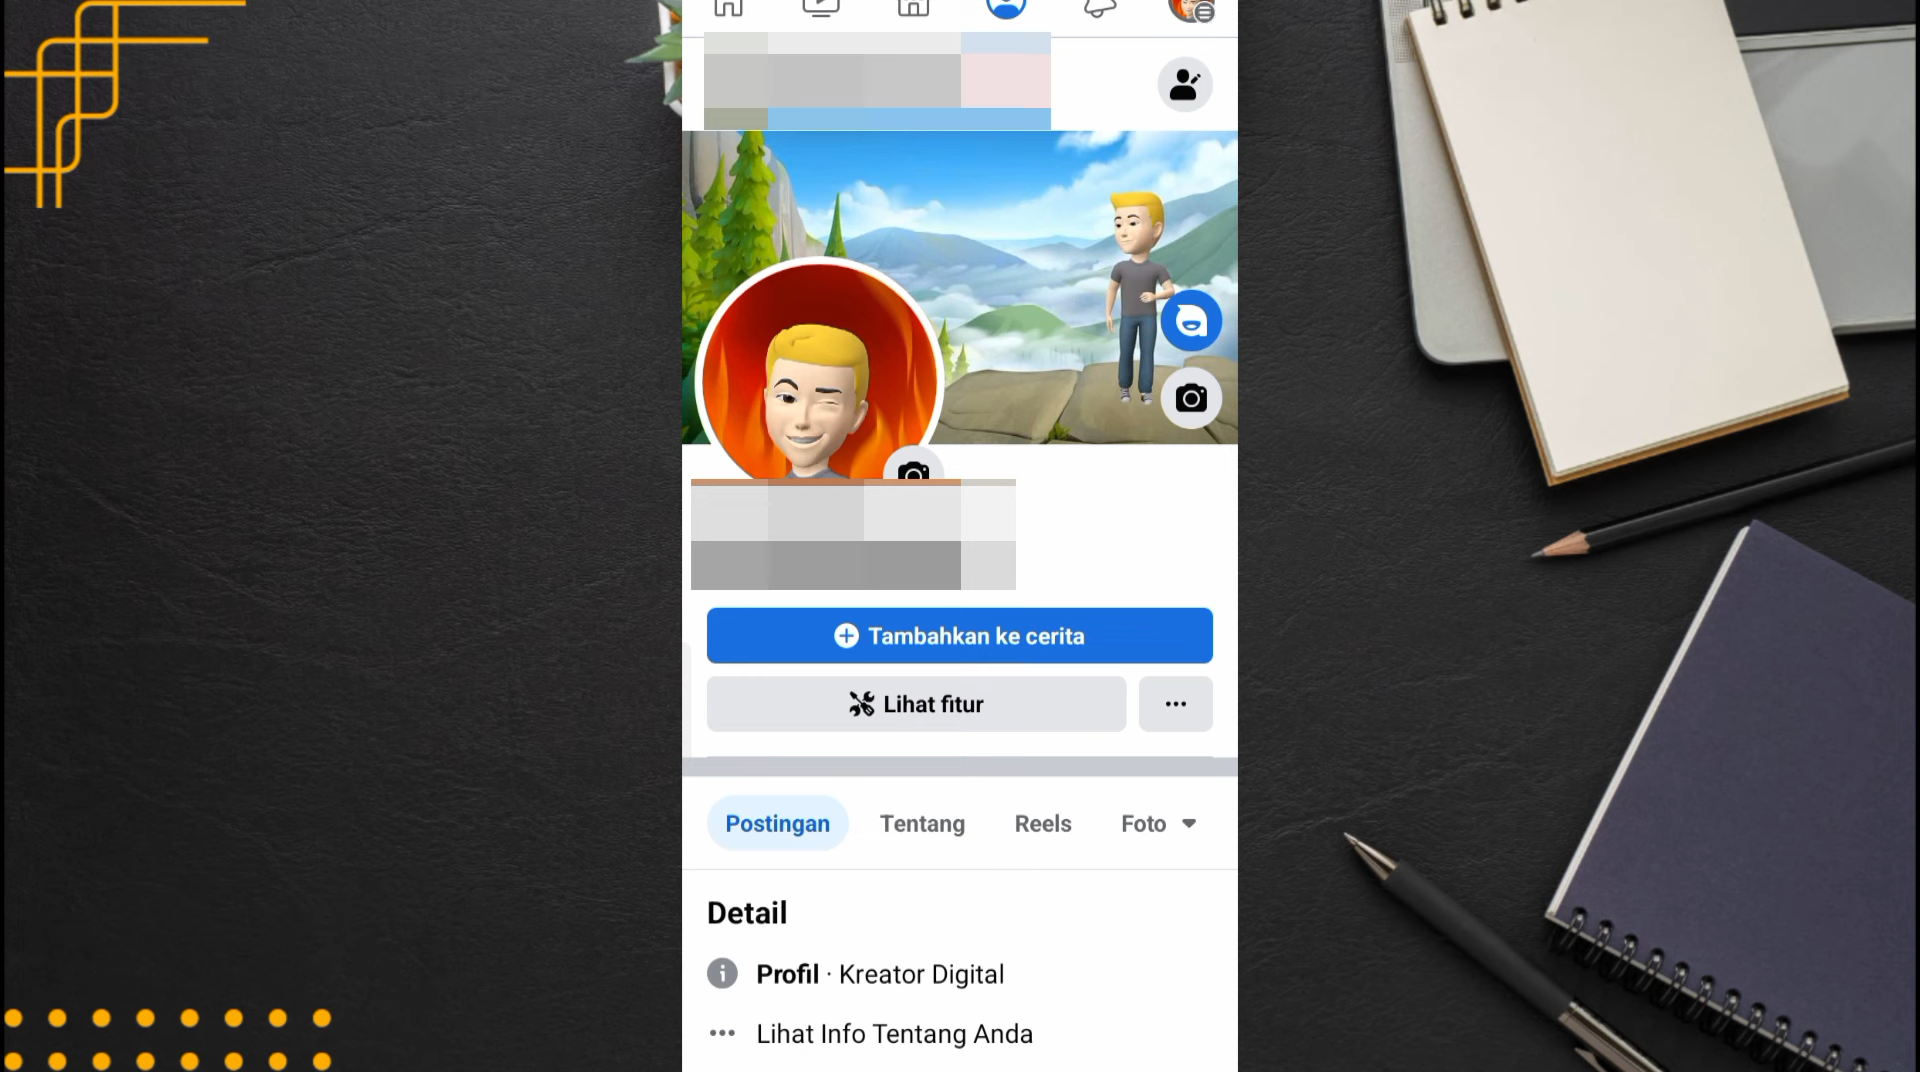 Tambahkan ke cerita
Lihat fitur
Postingan Tentang Reels Foto
Detail
Profil · Kreator Digital
Lihat Info Tentang Anda